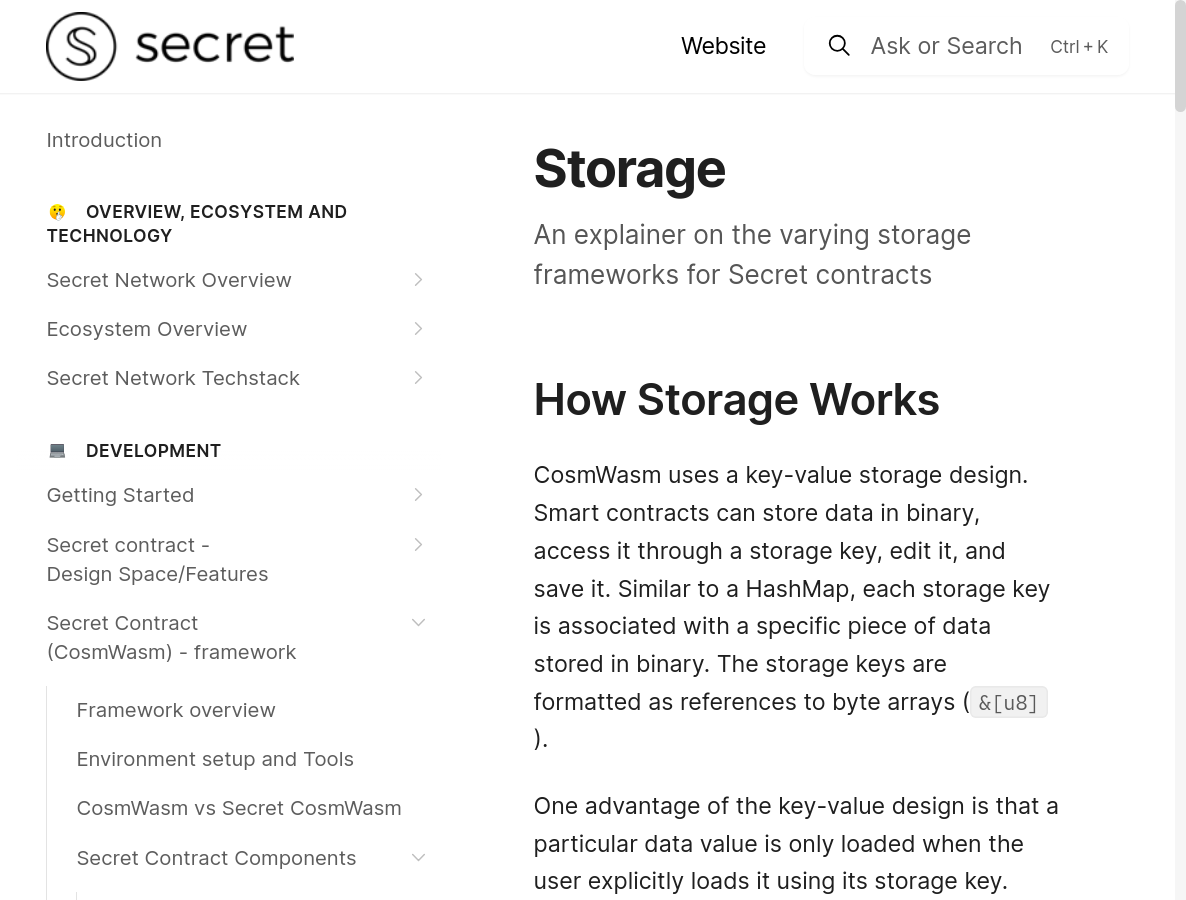 secret
Website
Ask or Search
Ctrl + K
Introduction
OVERVIEW, ECOSYSTEM AND
TECHNOLOGY
Secret Network Overview
Ecosystem Overview
Secret Network Techstack
DEVELOPMENT
Getting Started
Secret contract -
Design Space/Features
Secret Contract
(CosmWasm) - framework
Framework overview
Environment setup and Tools
CosmWasm vs Secret CosmWasm
Secret Contract Components
Storage
An explainer on the varying storage
frameworks for Secret contracts
How Storage Works
CosmWasm uses a key-value storage design.
Smart contracts can store data in binary,
access it through a storage key, edit it, and
save it. Similar to a HashMap, each storage key
is associated with a specific piece of data
stored in binary. The storage keys are
formatted as references to byte arrays (&[u8]
).
One advantage of the key-value design is that a
particular data value is only loaded when the
user explicitly loads it using its storage key.